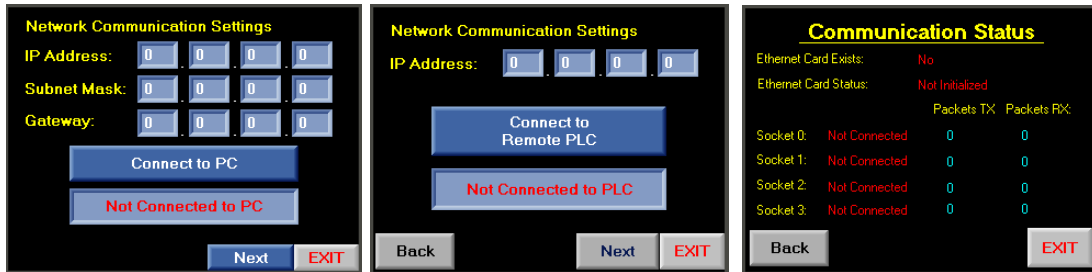 Network Communication Settings
IP Address: 0 . 0 . 0 . 0
Subnet Mask: 0 . 0 . 0 . 0
Gateway: 0 . 0 . 0 . 0
Connect to PC
Not Connected to PC
Next EXIT
Network Communication Settings
IP Address: 0 . 0 . 0 . 0
Connect to
Remote PLC
Not Connected to PLC
Back Next EXIT
Communication Status
Ethernet Card Exists: No
Ethernet Card Status: Not Initialized
Packets TX Packets RX:
Socket 0: Not Connected 0 0
Socket 1: Not Connected 0 0
Socket 2: Not Connected 0 0
Socket 3: Not Connected 0 0
Back EXIT